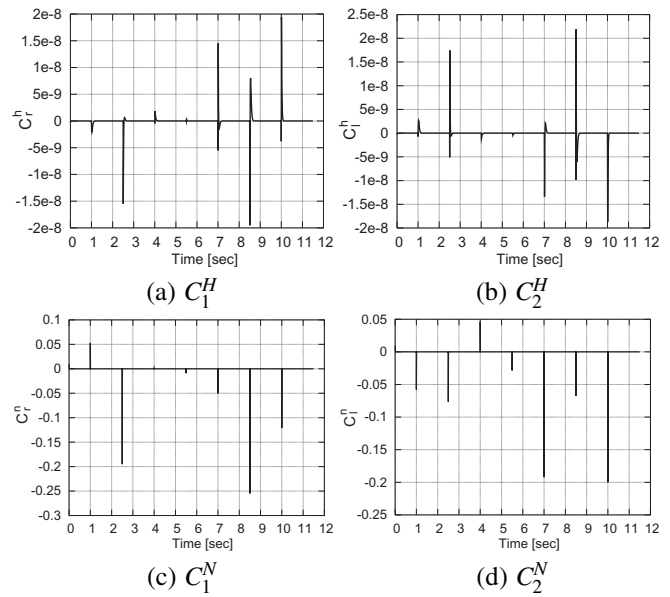 2e-8
1.5e-8
1e-8
5e-9
0
-5e-9
-1e-8
-1.5e-8
2e-8
C_r^h
0 1 2 3 4 5 6 7 8 9 10 11 12
Time [sec]
(a) C_1^H
2.5e-8
2e-8
1.5e-8
1e-8
5e-9
0
-5e-9
-1e-8
-1.5e-8
2e-8
C_l^h
0 1 2 3 4 5 6 7 8 9 10 11 12
Time [sec]
(b) C_2^H
0.1
0.05
0
-0.05
-0.1
-0.15
-0.2
-0.25
-0.3
C_r^n
0 1 2 3 4 5 6 7 8 9 10 11 12
Time [sec]
(c) C_1^N
0.05
0
-0.05
-0.1
-0.15
-0.2
-0.25
C_l^n
0 1 2 3 4 5 6 7 8 9 10 11 12
Time [sec]
(d) C_2^N